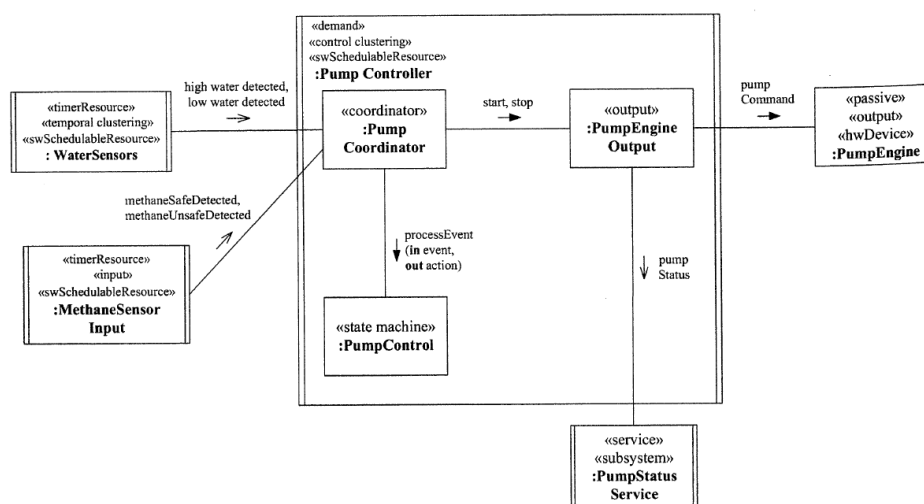 «demand»
«control clustering»
«swSchedulableResource»
:Pump Controller
high water detected,
low water detected
«timerResource»
«temporal clustering»
«swSchedulableResource»
: WaterSensors
«coordinator»
:Pump
Coordinator
start, stop
«output»
:PumpEngine
Output
pump
Command
«passive»
«output»
«hwDevice»
:PumpEngine
methaneSafeDetected,
methaneUnsafeDetected
«timerResource»
«input»
«swSchedulableResource»
:MethaneSensor
Input
processEvent
(in event,
out action)
pump
Status
«state machine»
:PumpControl
«service»
«subsystem»
:PumpStatus
Service